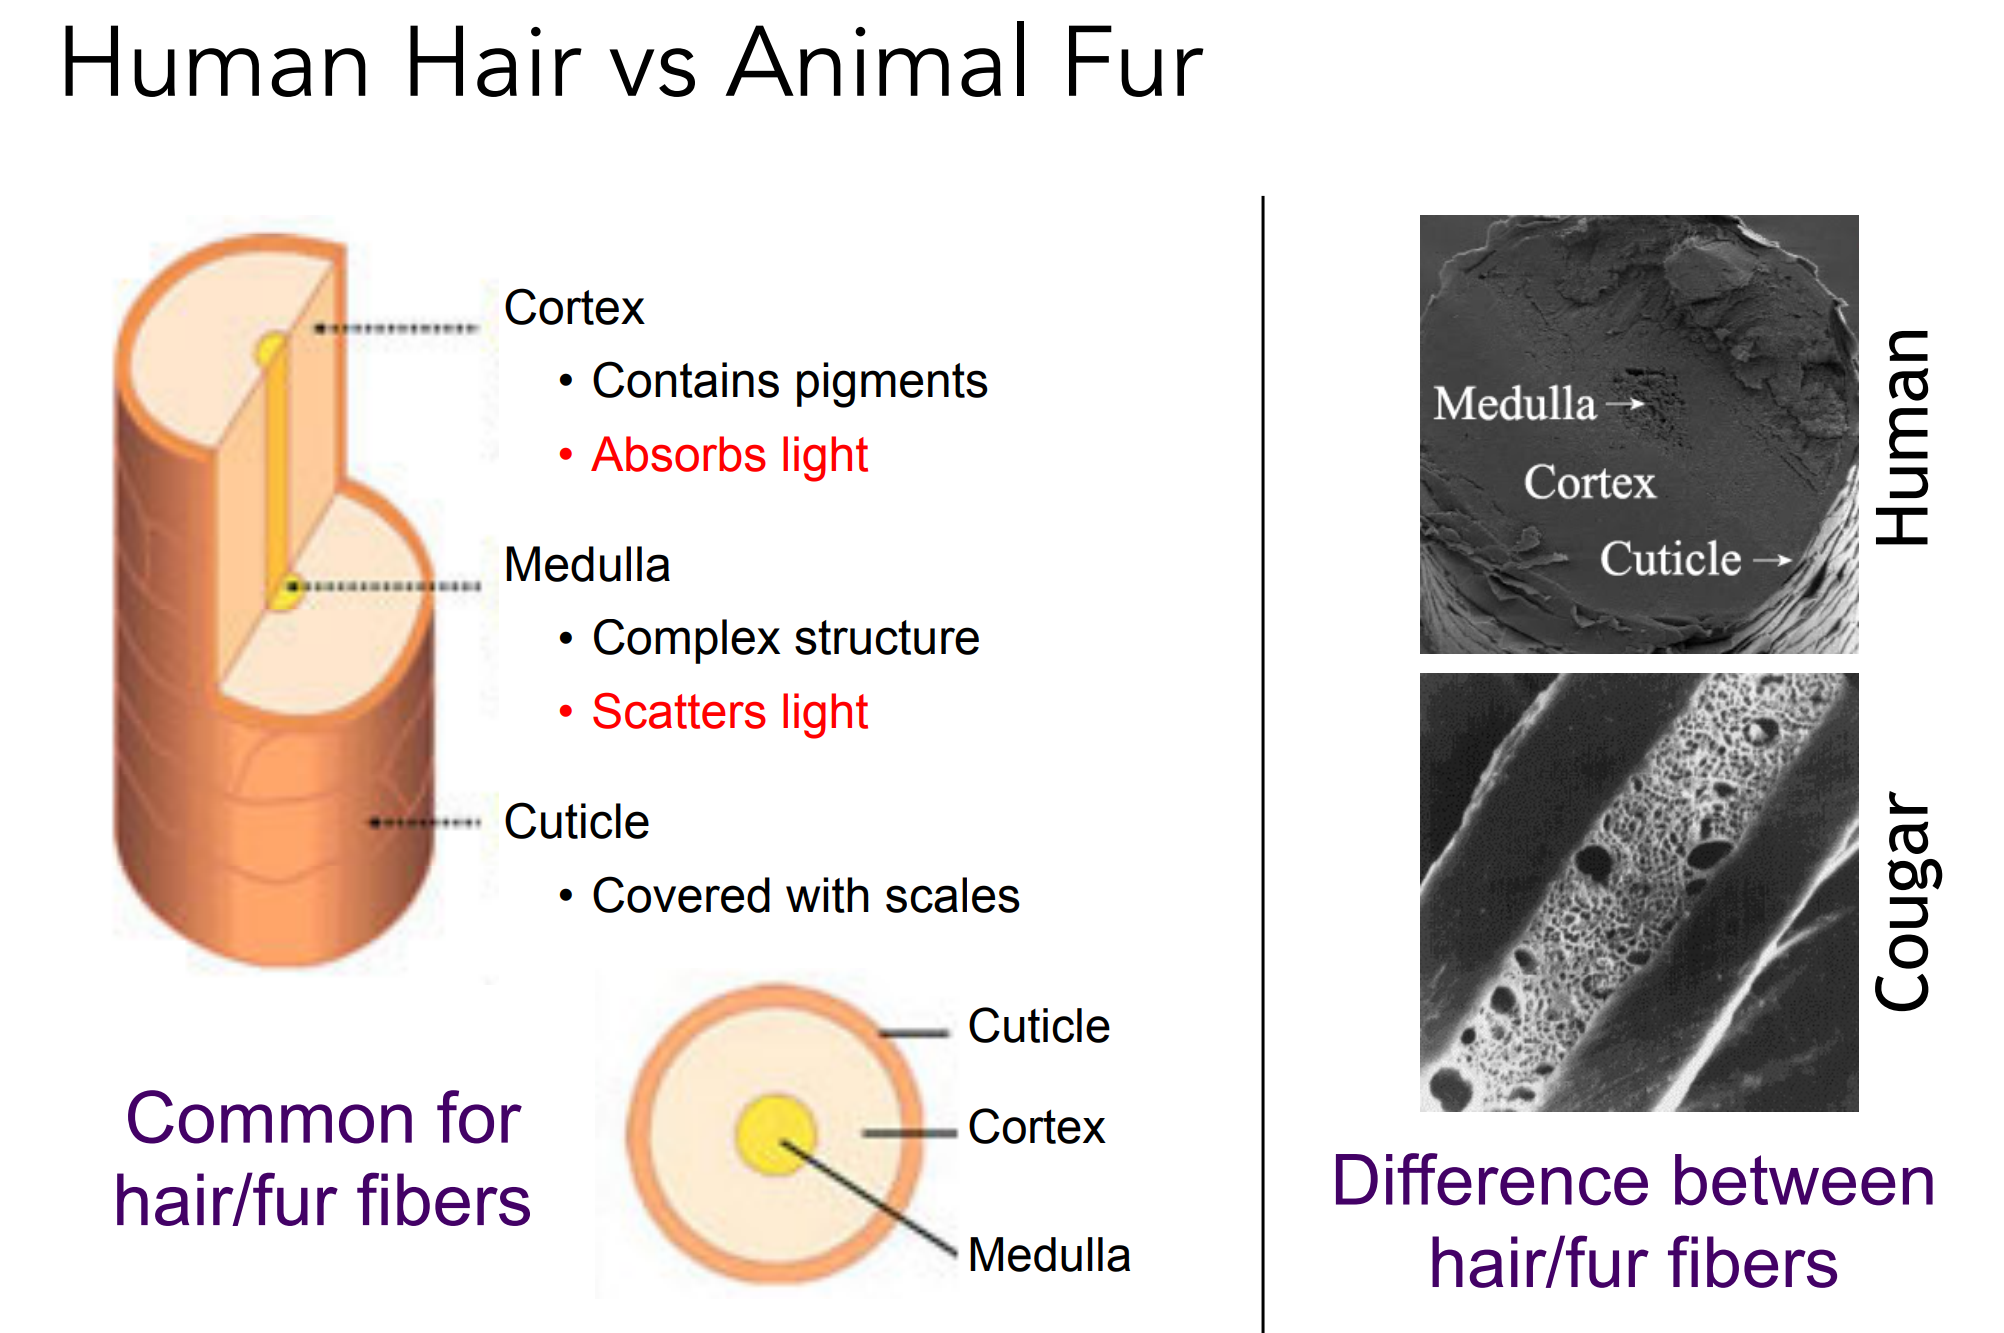 Human Hair vs Animal Fur
Cortex
• Contains pigments
• Absorbs light
Medulla
• Complex structure
• Scatters light
Cuticle
• Covered with scales
Cuticle
Cortex
Medulla
Common for
hair/fur fibers
Medulla
Cortex
Cuticle
Human
Cougar
Difference between
hair/fur fibers